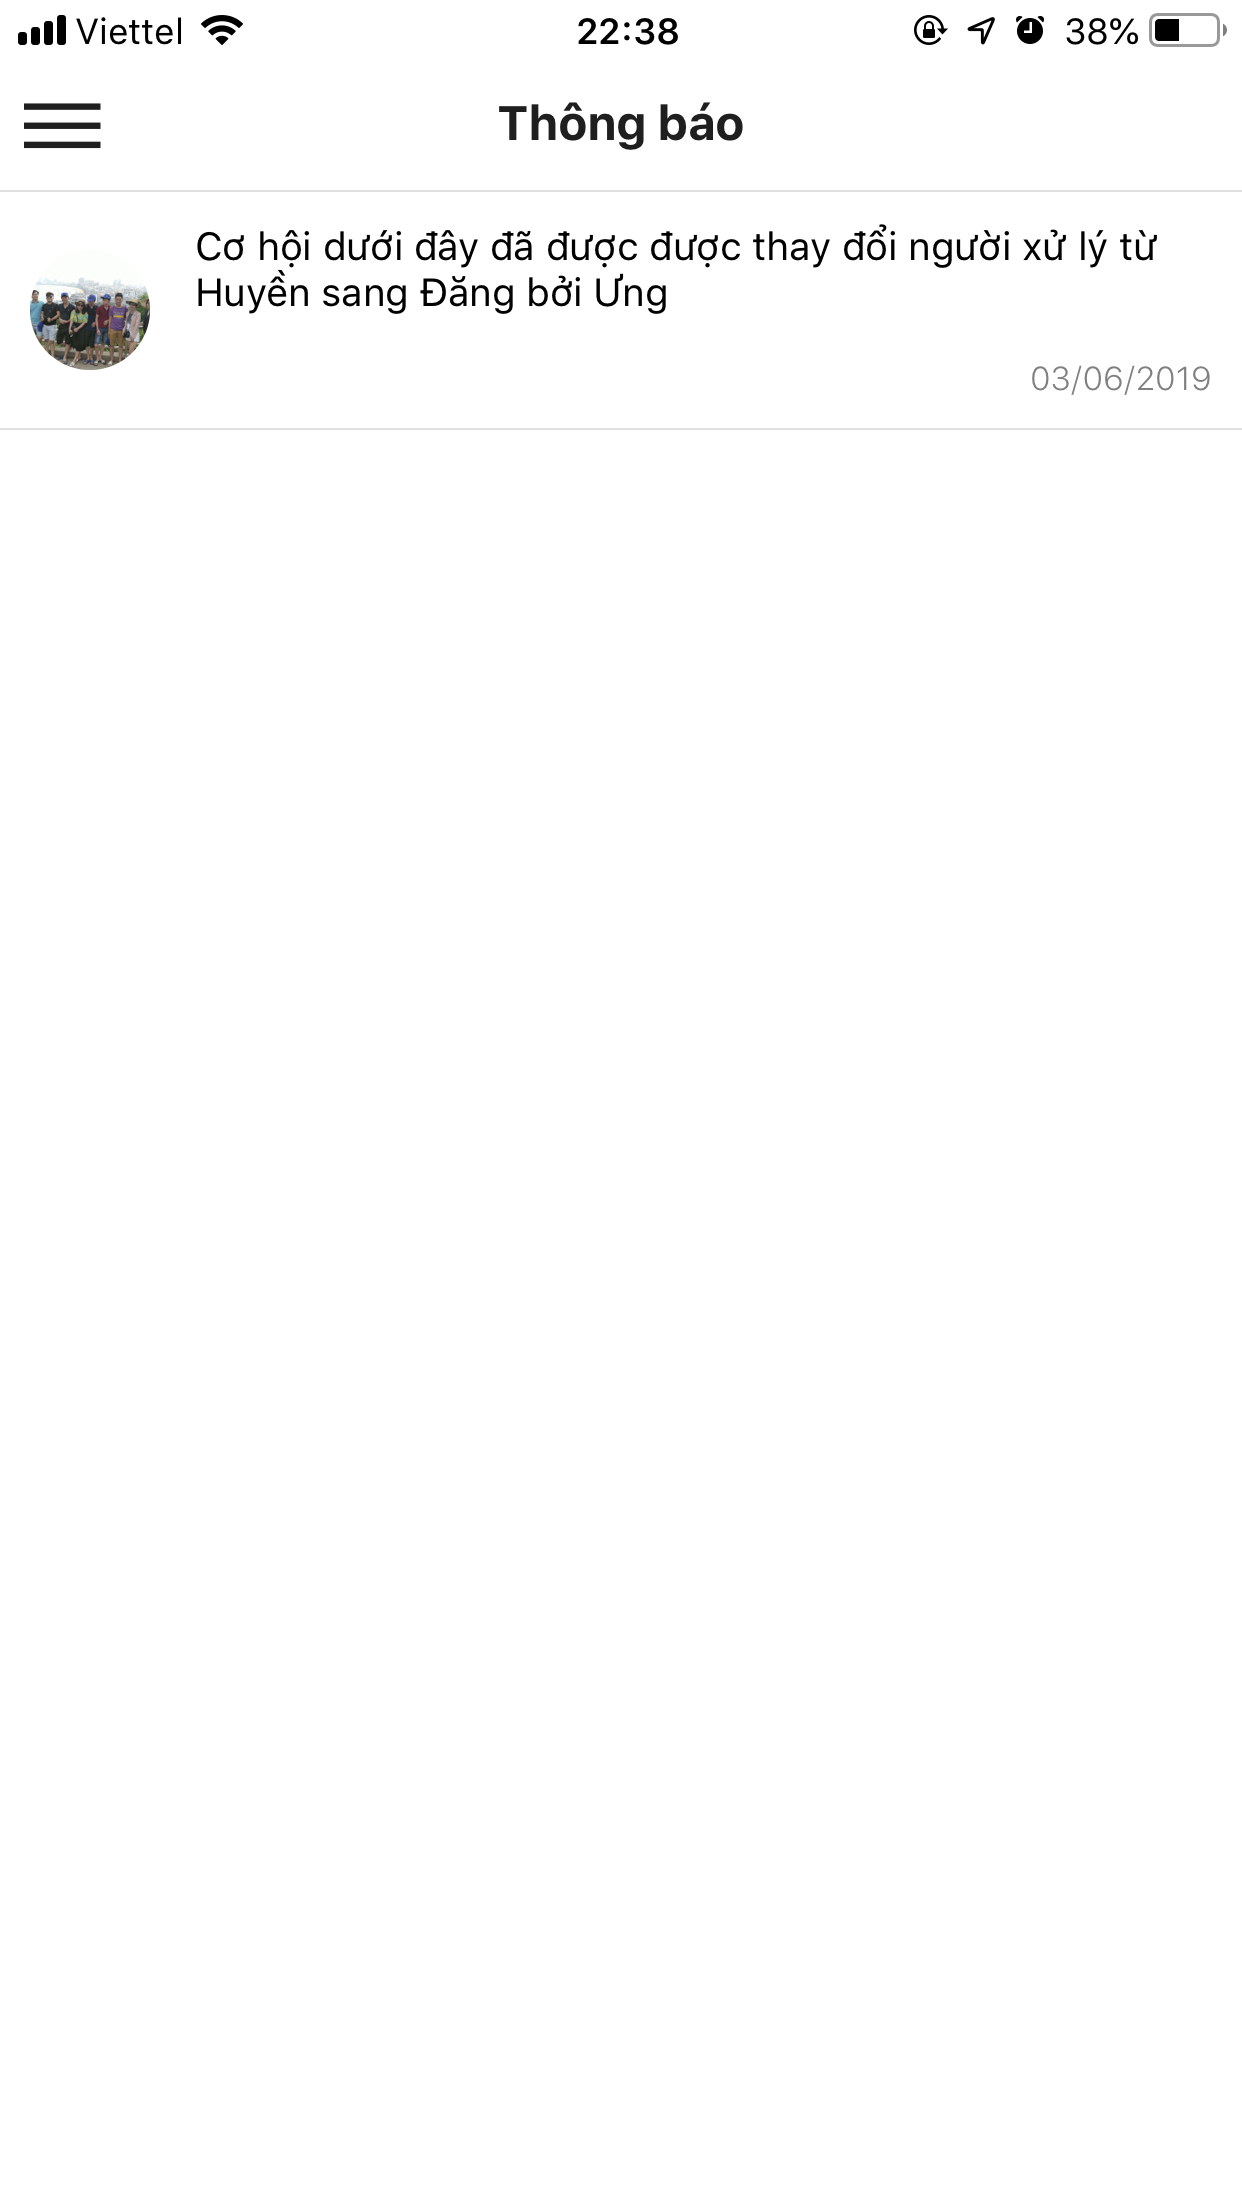 Viettel 22:38 38%
Thông báo
Cơ hội dưới đây đã được được thay đổi người xử lý từ
Huyền sang Đăng bởi Ưng
03/06/2019